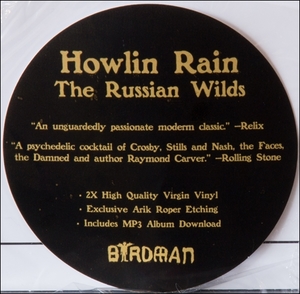 Howlin Rain
The Russian Wilds
"An unguardedly passionate moderm classic." —Relix
"A psychedelic cocktail of Crosby, Stills and Nash, the Faces,
the Damned and author Raymond Carver." —Rolling Stone
• 2X High Quality Virgin Vinyl
• Exclusive Arik Roper Etching
• Includes MP3 Album Download
BIRDMAN